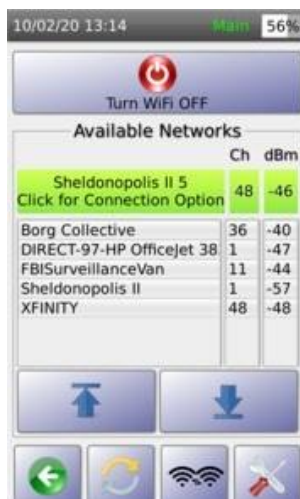 10/02/20 13:14 Main 56%
Turn WiFi OFF
Available Networks
Ch dBm
Sheldonopolis II 5
Click for Connection Option 48 -46
Borg Collective 36 -40
DIRECT-97-HP OfficeJet 38 1 -47
FBISurveillanceVan 11 -44
Sheldonopolis II 1 -57
XFINITY 48 -48